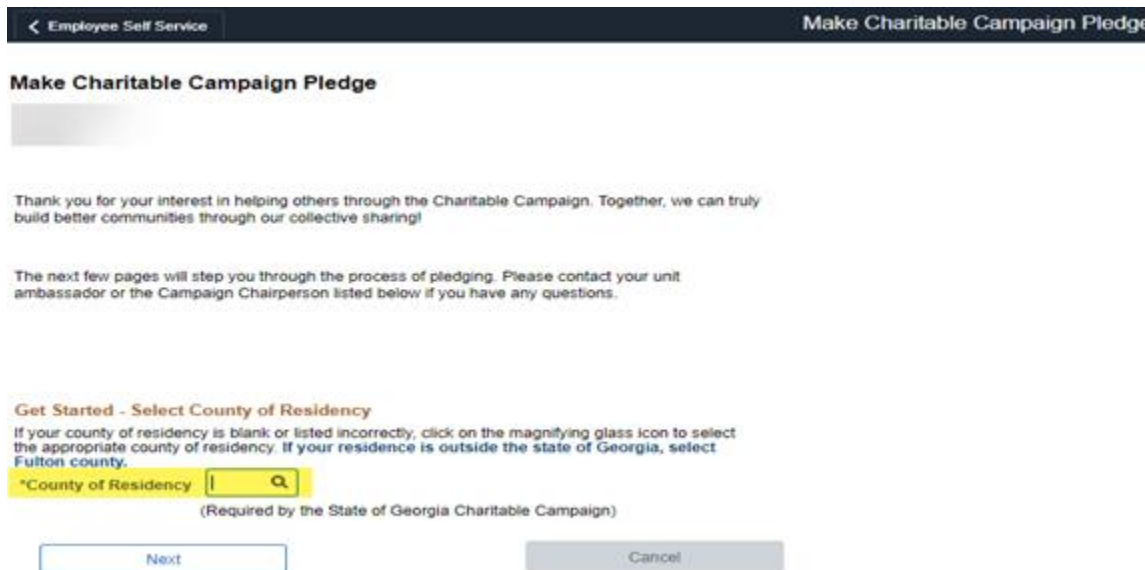 Employee Self Service
Make Charitable Campaign Pledge
Make Charitable Campaign Pledge
Thank you for your interest in helping others through the Charitable Campaign. Together, we can truly
build better communities through our collective sharing!
The next few pages will step you through the process of pledging. Please contact your unit
ambassador or the Campaign Chairperson listed below if you have any questions.
Get Started - Select County of Residency
If your county of residency is blank or listed incorrectly, click on the magnifying glass icon to select
the appropriate county of residency. If your residence is outside the state of Georgia, select
Fulton county.
*County of Residency
(Required by the State of Georgia Charitable Campaign)
Next
Cancel